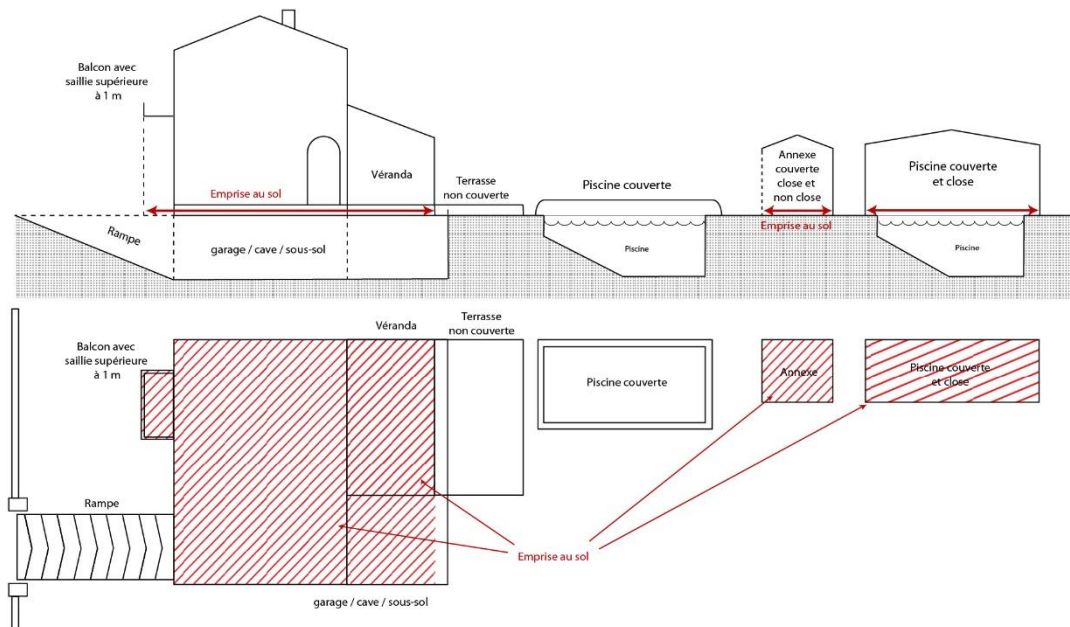 Balcon avec
saillie supérieure
à 1 m
Emprise au sol
Véranda
Terrasse
non couverte
Piscine couverte
Annexe
couverte
close et
non close
Piscine couverte
et close
Rampe
garage / cave / sous-sol
Piscine
Emprise au sol
Piscine
Balcon avec
saillie supérieure
à 1 m
Véranda
Terrasse
non couverte
Piscine couverte
Annexe
Piscine couverte
et close
Rampe
Emprise au sol
garage / cave / sous-sol